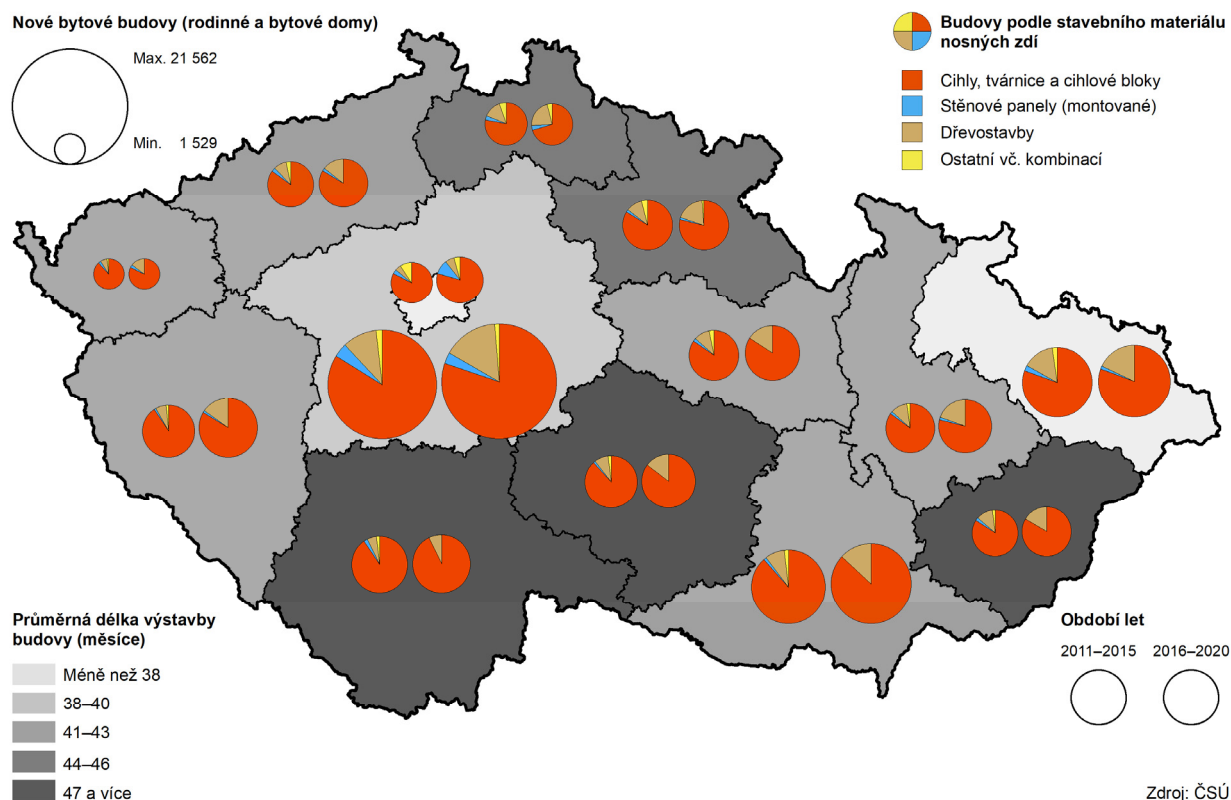 Nové bytové budovy (rodinné a bytové domy)
Max. 21 562
Min. 1 529
Budovy podle stavebního materiálu
nosných zdí
Cihly, tvárnice a cihlové bloky
Stěnové panely (montované)
Dřevostavby
Ostatní vč. kombinací
Průměrná délka výstavby
budovy (měsíce)
Méně než 38
38–40
41–43
44–46
47 a více
Období let
2011–2015 2016–2020
Zdroj: ČSÚ